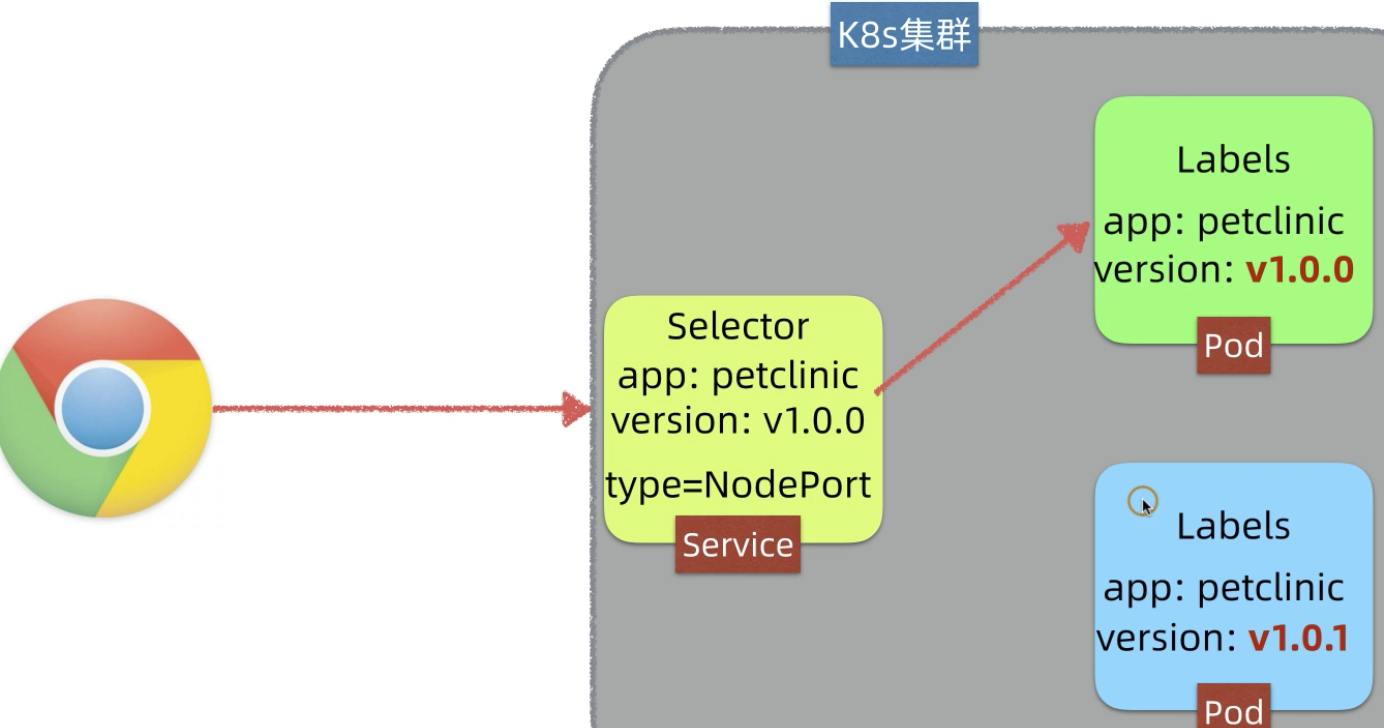 K8s集群
Labels
app: petclinic
version: v1.0.0
Pod
Selector
app: petclinic
version: v1.0.0
type=NodePort
Service
Labels
app: petclinic
version: v1.0.1
Pod